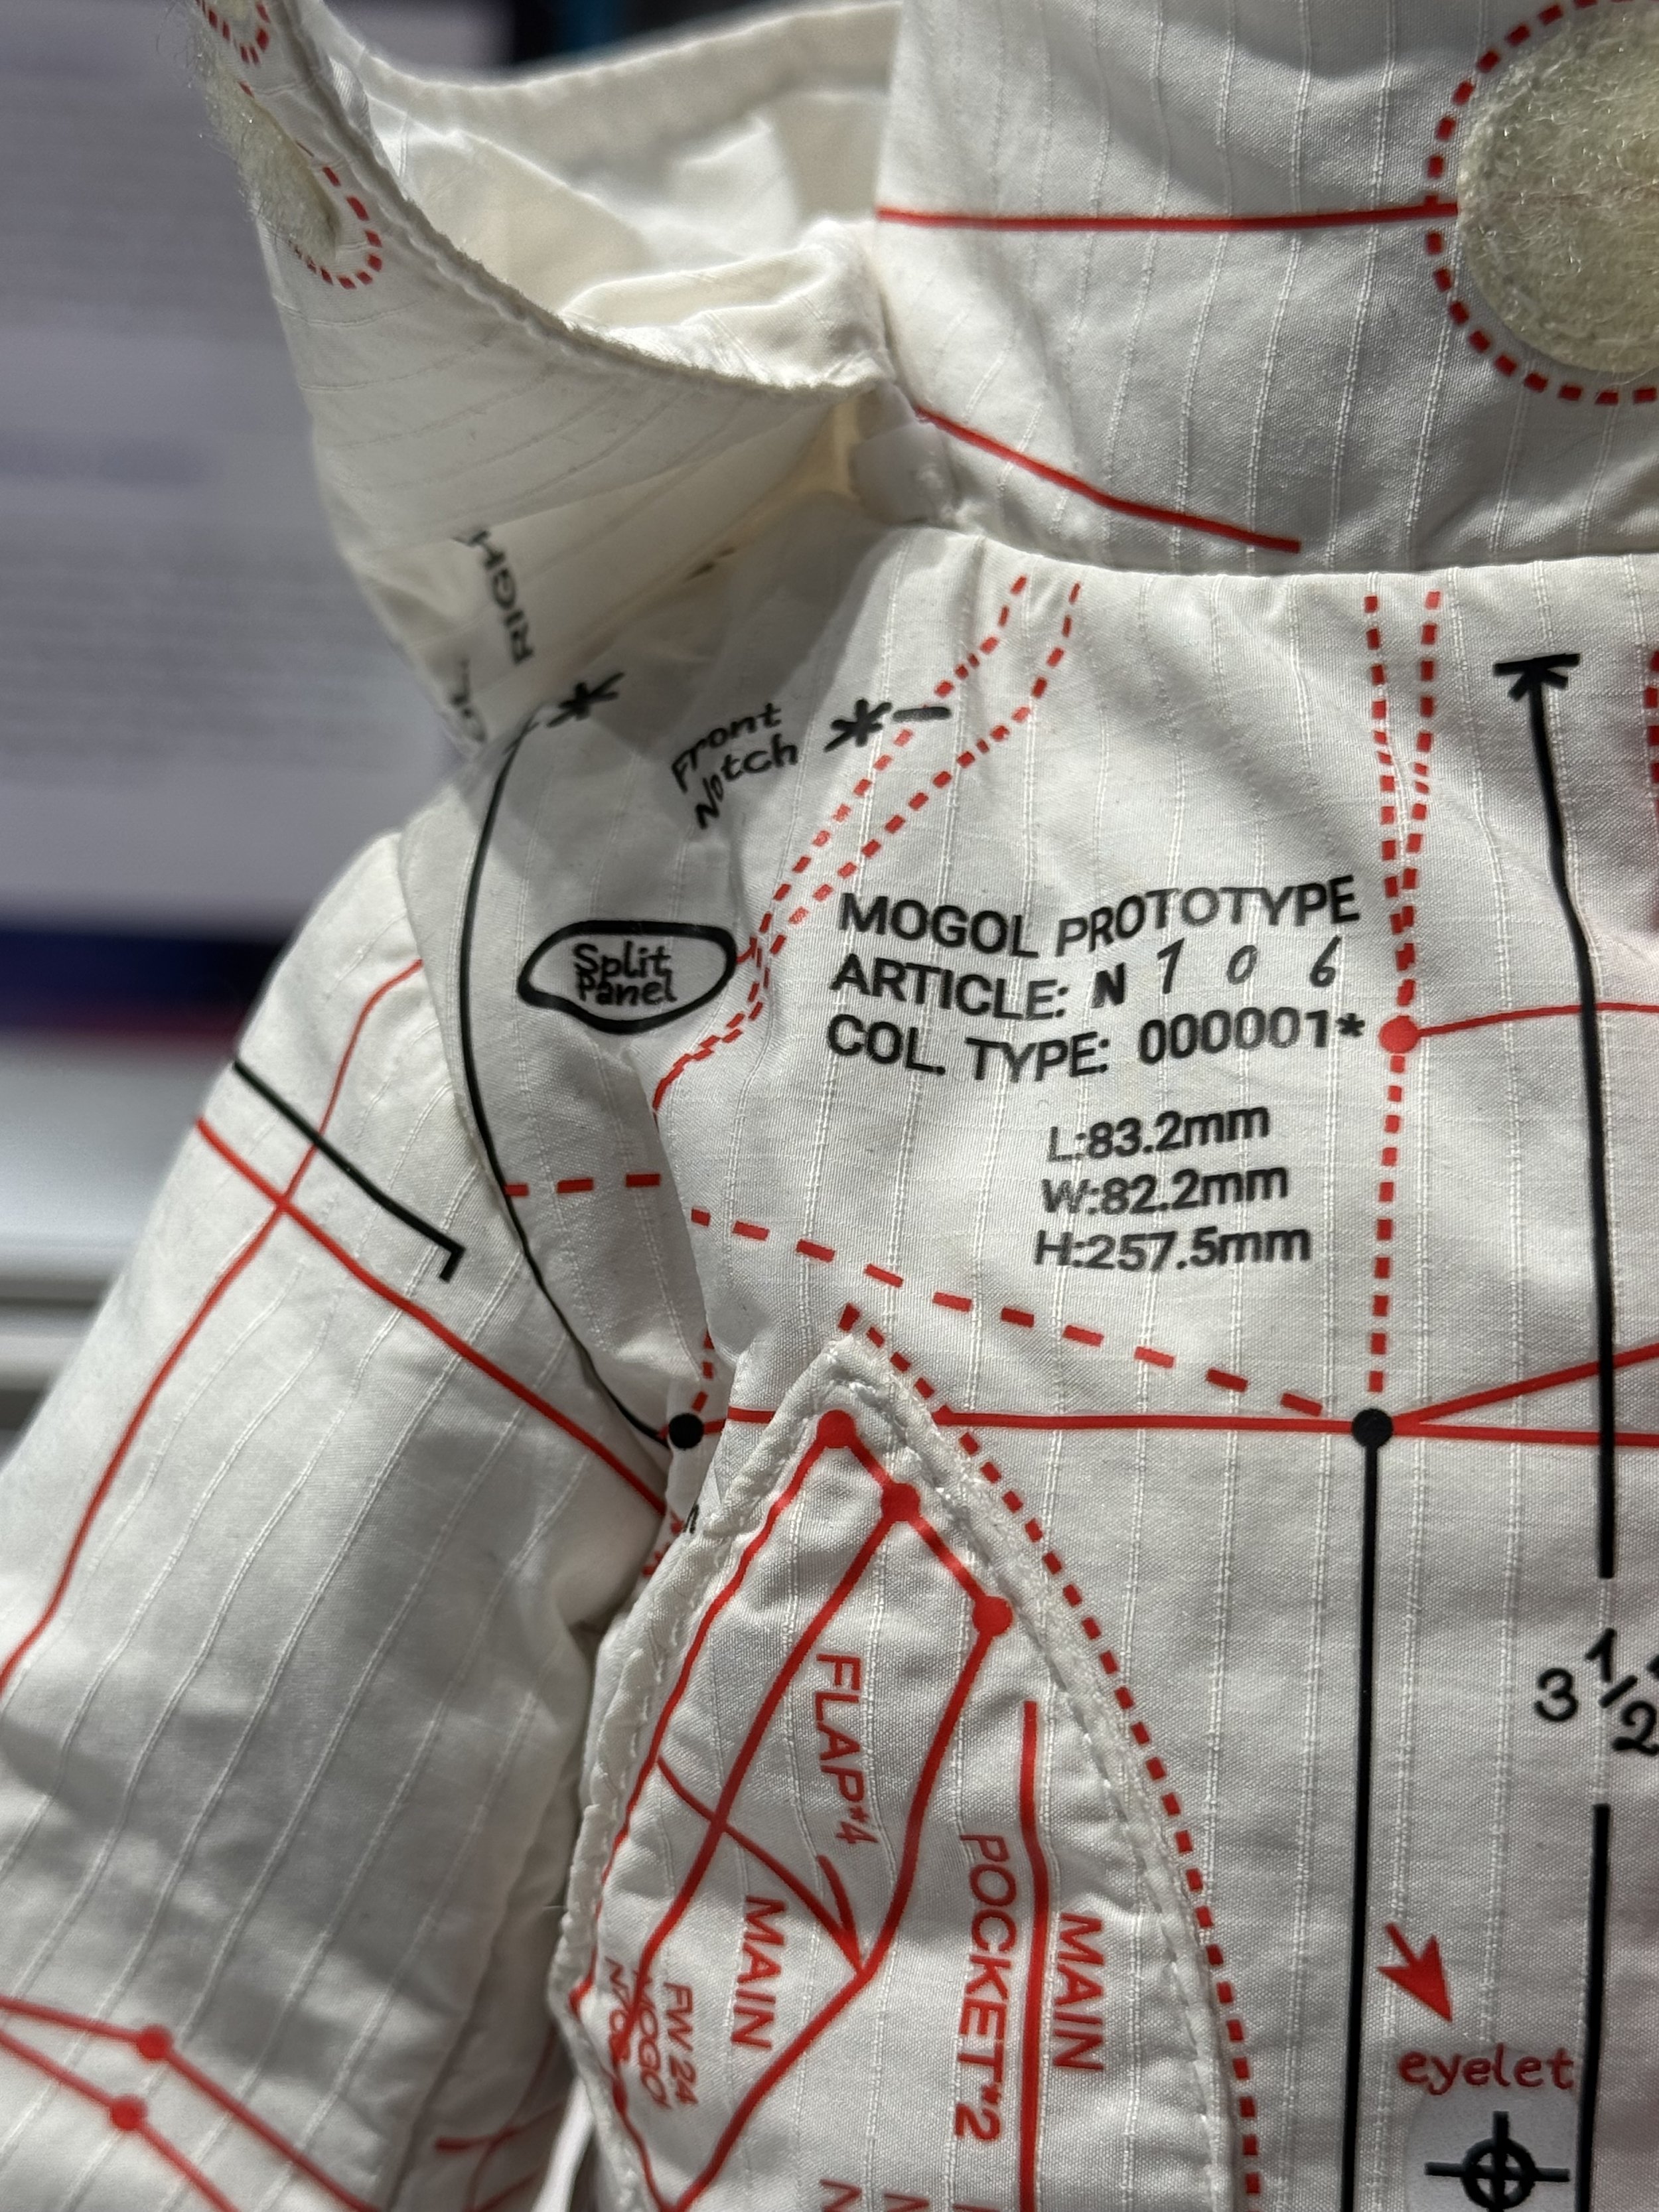 RIGHT
Front
Notch
Split
Panel
MOGOL PROTOTYPE
ARTICLE: N 1 0 6
COL. TYPE: 000001*
L:83.2mm
W:82.2mm
H:257.5mm
3 1/2
FLAP*4
MAIN
MAIN
POCKET*2
FW 24
eyelet